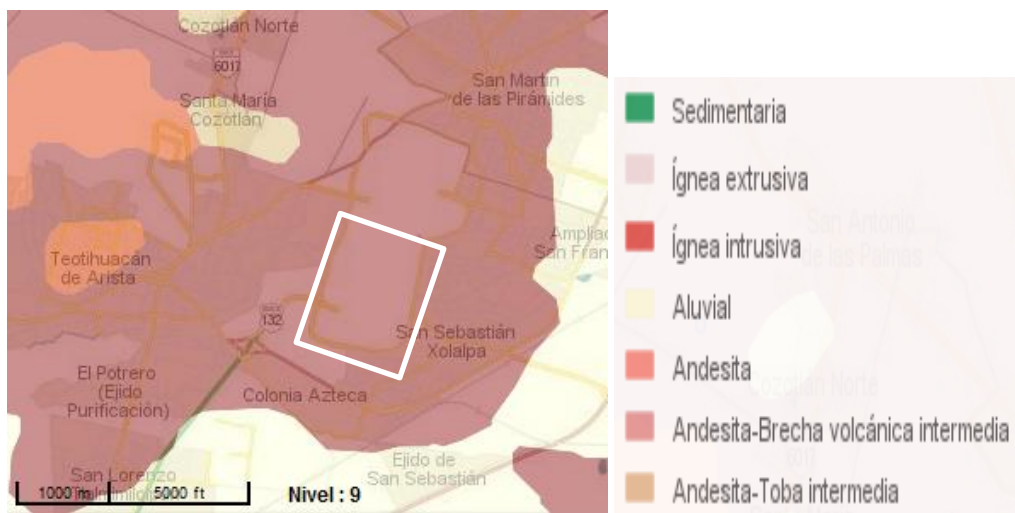 Cozotlán Norte
6017
San Martín
de las Pirámides
Santa María
Cozotlán
Teotihuacán
de Arista
San Fran
132
San Sebastián
Xolalpa
El Potrero
(Ejido
Purificación)
Colonia Azteca
Ejido de
San Sebastián
San Lorenzo
1000 m
5000 ft
Nivel : 9
Sedimentaria
Ígnea extrusiva
Ígnea intrusiva
Aluvial
Andesita
Andesita-Brecha volcánica intermedia
Andesita-Toba intermedia
San Antonio
de las Palmas
Cozotlán Norte
6017